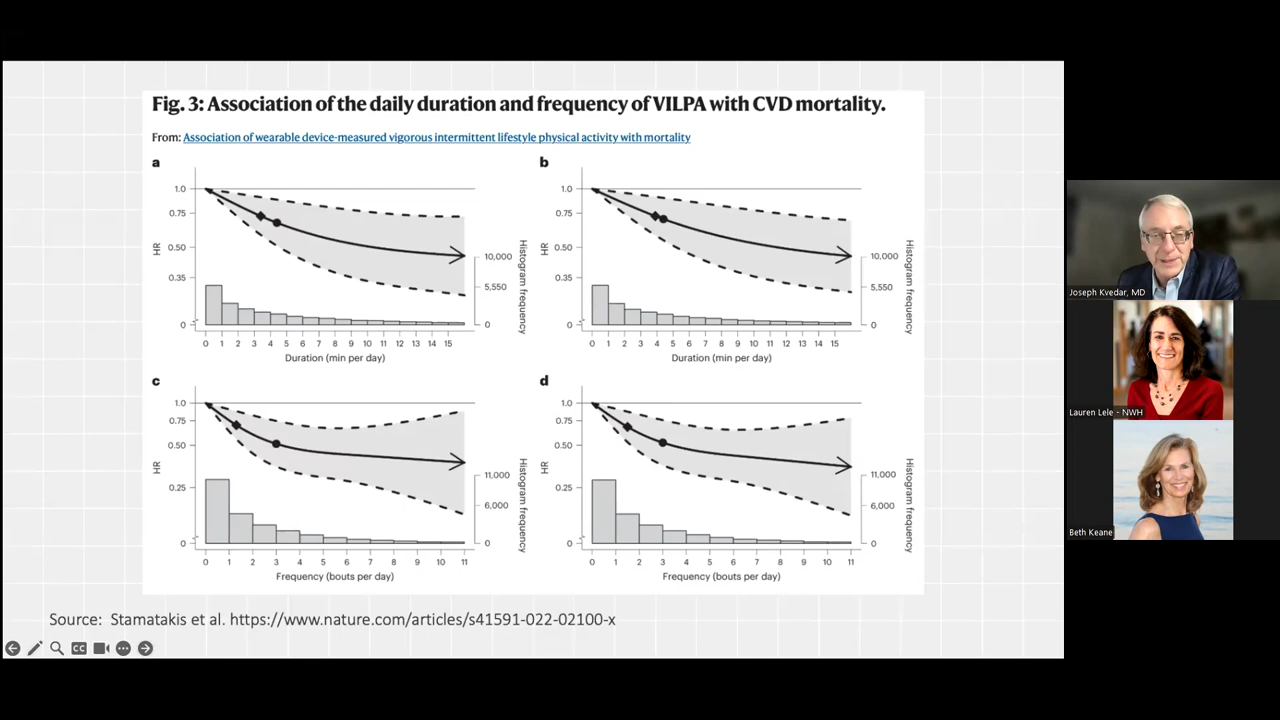 Fig. 3: Association of the daily duration and frequency of VILPA with CVD mortality.
From: Association of wearable device-measured vigorous intermittent lifestyle physical activity with mortality
a
1.0
0.75
0.50
0.35
0
HR
10,000
5,550
0
Histogram frequency
0 1 2 3 4 5 6 7 8 9 10 11 12 13 14 15
Duration (min per day)
b
1.0
0.75
0.50
0.35
0
HR
10,000
5,550
0
Histogram frequency
0 1 2 3 4 5 6 7 8 9 10 11 12 13 14 15
Duration (min per day)
c
1.0
0.75
0.50
0.25
0
HR
11,000
6,000
0
Histogram frequency
0 1 2 3 4 5 6 7 8 9 10 11
Frequency (bouts per day)
d
1.0
0.75
0.50
0.25
0
HR
11,000
6,000
0
Histogram frequency
0 1 2 3 4 5 6 7 8 9 10 11
Frequency (bouts per day)
Source: Stamatakis et al. https://www.nature.com/articles/s41591-022-02100-x
CC
Joseph Kvedar, MD
Lauren Lele - NWH
Beth Keane